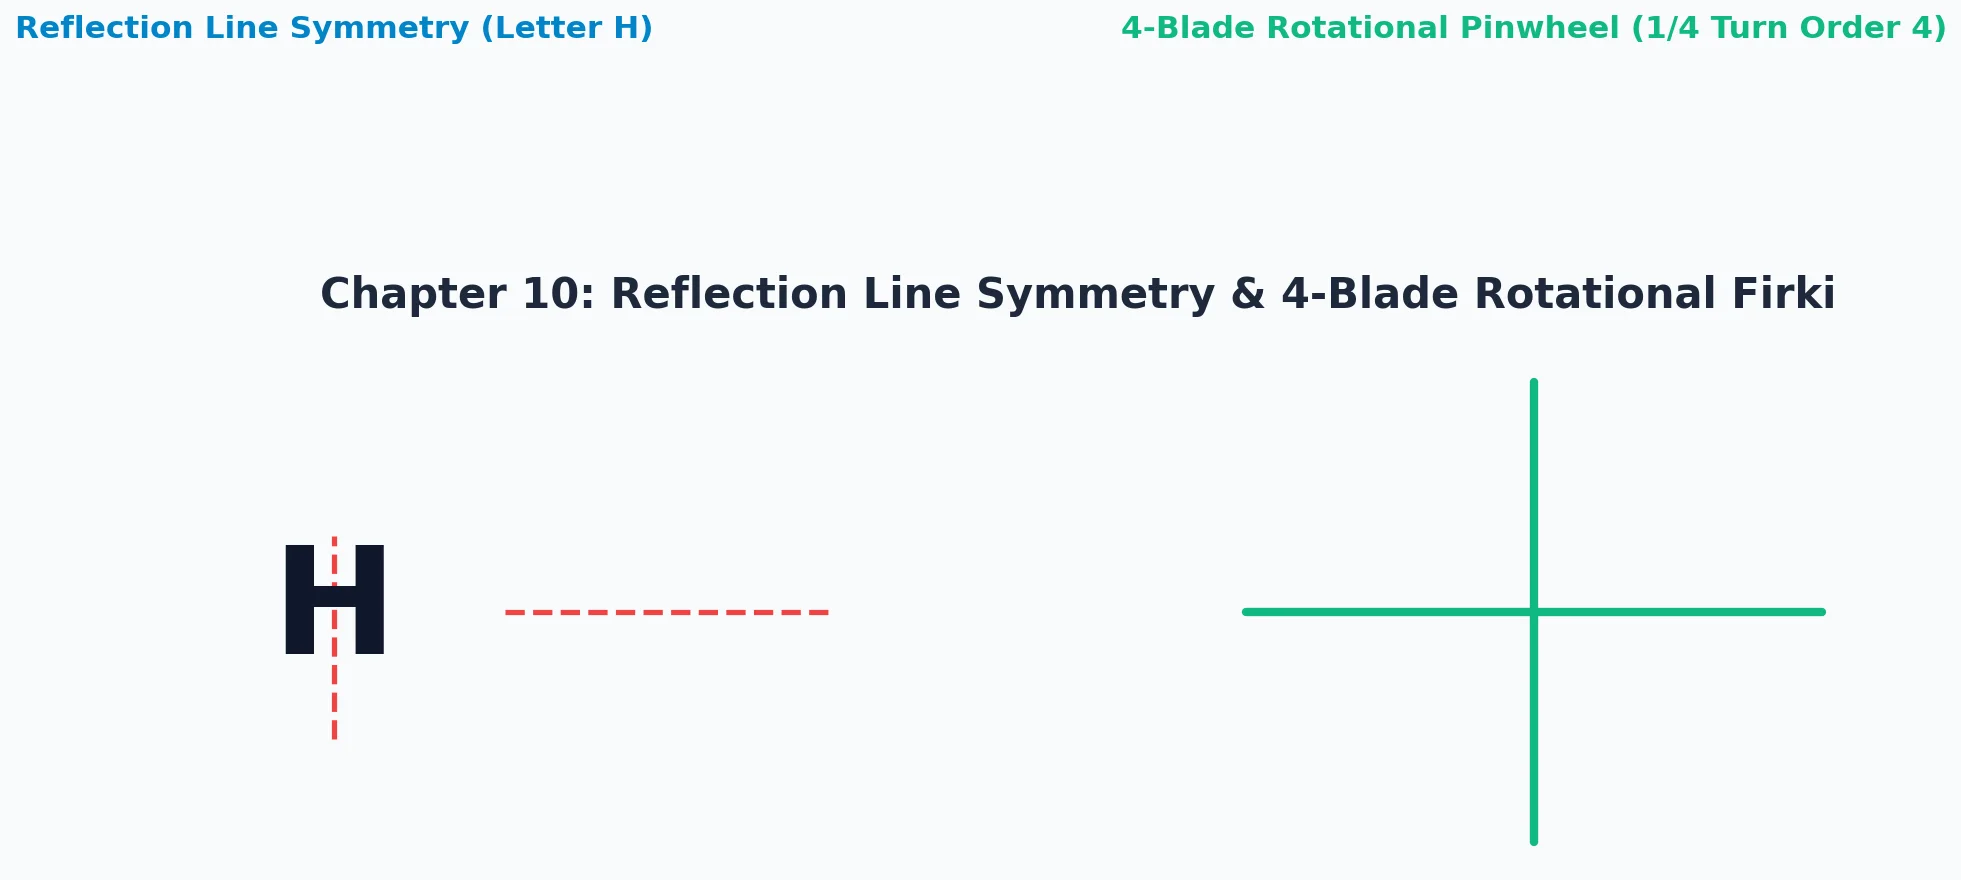 Reflection Line Symmetry (Letter H)
4-Blade Rotational Pinwheel (1/4 Turn Order 4)
Chapter 10: Reflection Line Symmetry & 4-Blade Rotational Firki
H